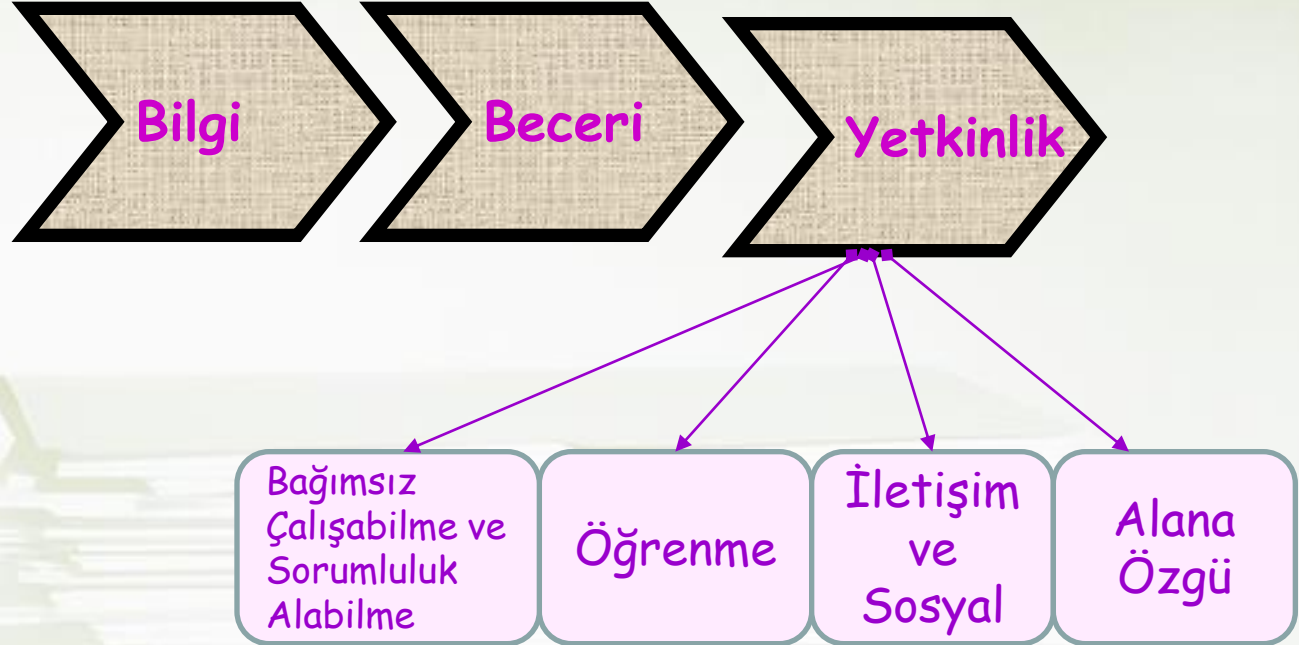 Bilgi
Beceri
Yetkinlik
Bağımsız
Çalışabilme ve
Sorumluluk
Alabilme
Öğrenme
İletişim
ve
Sosyal
Alana
Özgü